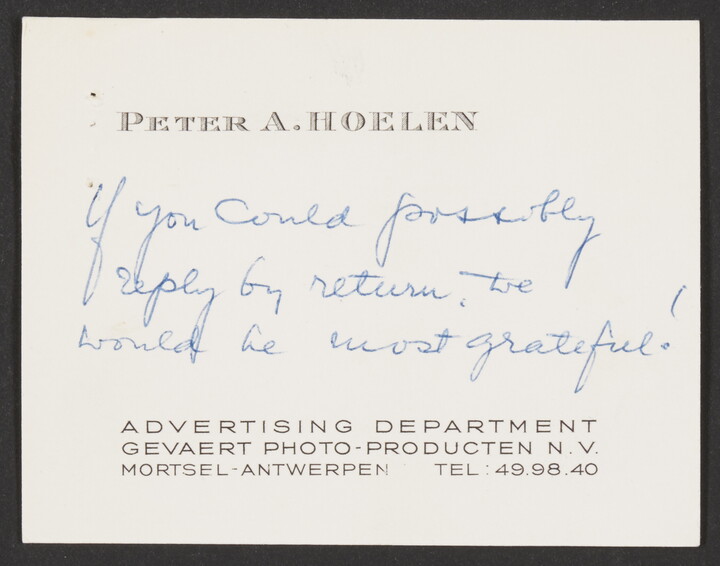 PETER A. HOELEN
If you could possibly
reply by return, we
would be most grateful!
ADVERTISING DEPARTMENT
GEVAERT PHOTO-PRODUCTEN N.V.
MORTSEL-ANTWERPEN TEL: 49.98.40